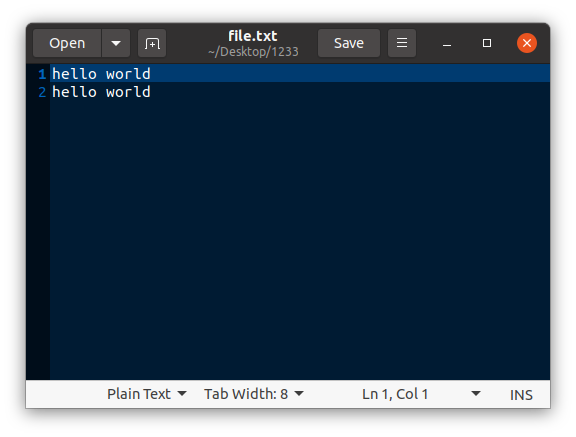 Open
file.txt
~/Desktop/1233
Save
1 hello world
2 hello world
Plain Text Tab Width: 8 Ln 1, Col 1 INS